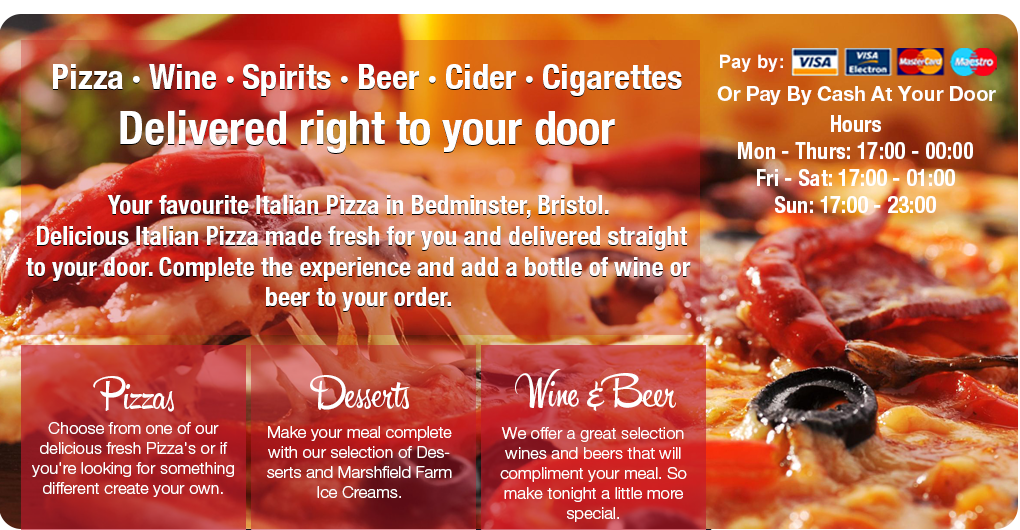 Pizza · Wine · Spirits · Beer · Cider · Cigarettes
Delivered right to your door
Your favourite Italian Pizza in Bedminster, Bristol.
Delicious Italian Pizza made fresh for you and delivered straight
to your door. Complete the experience and add a bottle of wine or
beer to your order.
Pay by: VISA VISA Electron MasterCard Maestro
Or Pay By Cash At Your Door
Hours
Mon - Thurs: 17:00 - 00:00
Fri - Sat: 17:00 - 01:00
Sun: 17:00 - 23:00
Pizzas
Choose from one of our
delicious fresh Pizza's or if
you're looking for something
different create your own.
Desserts
Make your meal complete
with our selection of Des-
serts and Marshfield Farm
Ice Creams.
Wine & Beer
We offer a great selection
wines and beers that will
compliment your meal. So
make tonight a little more
special.